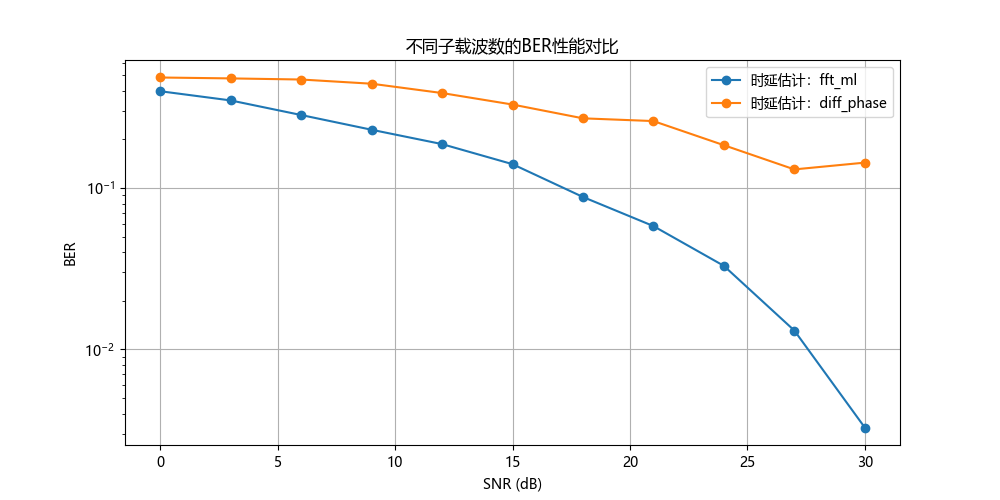 不同子载波数的BER性能对比
时延估计：fft_ml
时延估计：diff_phase
10⁻¹
10⁻²
BER
0 5 10 15 20 25 30
SNR (dB)